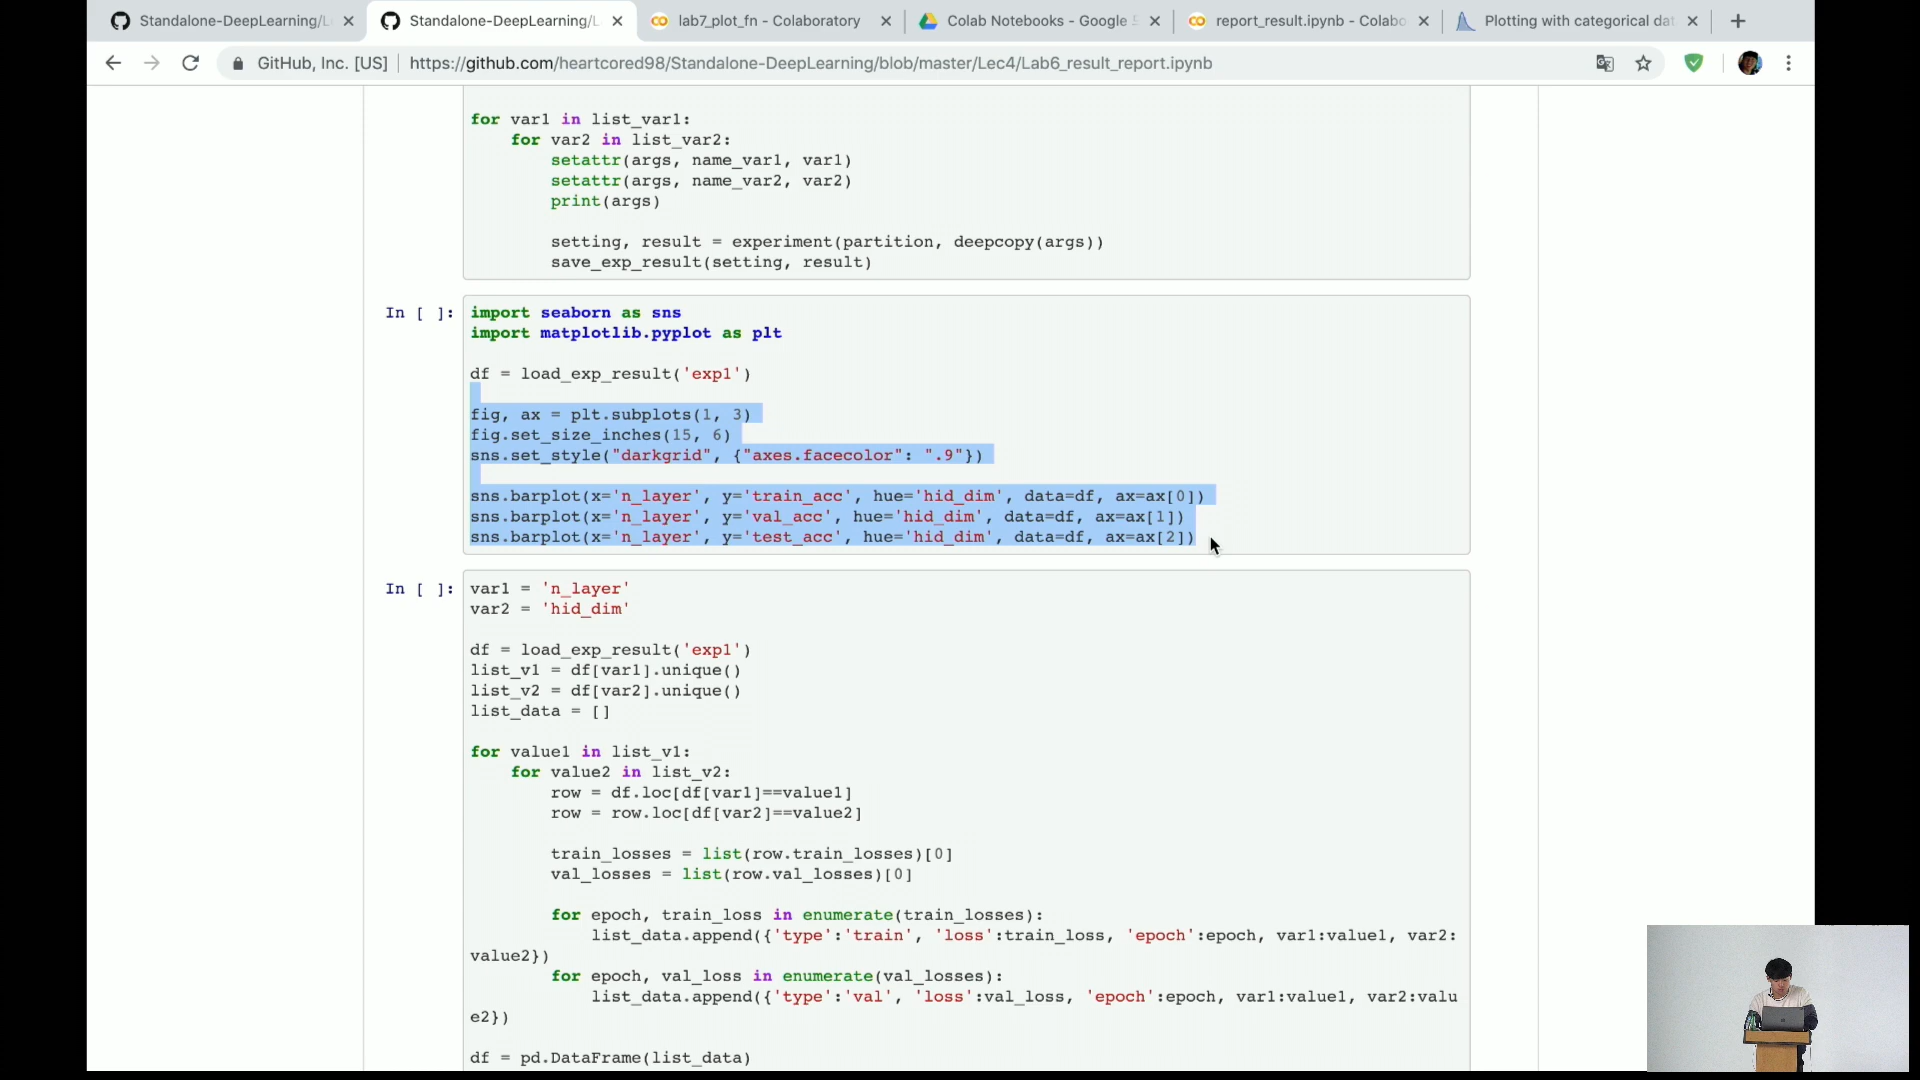 Standalone-DeepLearning/L
Standalone-DeepLearning/L
lab7_plot_fn - Colaboratory
Colab Notebooks - Google
report_result.ipynb - Colabo
Plotting with categorical dat
GitHub, Inc. [US]
https://github.com/heartcored98/Standalone-DeepLearning/blob/master/Lec4/Lab6_result_report.ipynb
for var1 in list_var1:
    for var2 in list_var2:
        setattr(args, name_var1, var1)
        setattr(args, name_var2, var2)
        print(args)
        setting, result = experiment(partition, deepcopy(args))
        save_exp_result(setting, result)
In [ ]:
import seaborn as sns
import matplotlib.pyplot as plt
df = load_exp_result('exp1')
fig, ax = plt.subplots(1, 3)
fig.set_size_inches(15, 6)
sns.set_style("darkgrid", {"axes.facecolor": ".9"})
sns.barplot(x='n_layer', y='train_acc', hue='hid_dim', data=df, ax=ax[0])
sns.barplot(x='n_layer', y='val_acc', hue='hid_dim', data=df, ax=ax[1])
sns.barplot(x='n_layer', y='test_acc', hue='hid_dim', data=df, ax=ax[2])
In [ ]:
var1 = 'n_layer'
var2 = 'hid_dim'
df = load_exp_result('exp1')
list_v1 = df[var1].unique()
list_v2 = df[var2].unique()
list_data = []
for value1 in list_v1:
    for value2 in list_v2:
        row = df.loc[df[var1]==value1]
        row = row.loc[df[var2]==value2]
        train_losses = list(row.train_losses)[0]
        val_losses = list(row.val_losses)[0]
        for epoch, train_loss in enumerate(train_losses):
            list_data.append({'type':'train', 'loss':train_loss, 'epoch':epoch, var1:value1, var2:
value2})
        for epoch, val_loss in enumerate(val_losses):
            list_data.append({'type':'val', 'loss':val_loss, 'epoch':epoch, var1:value1, var2:valu
e2})
df = pd.DataFrame(list_data)